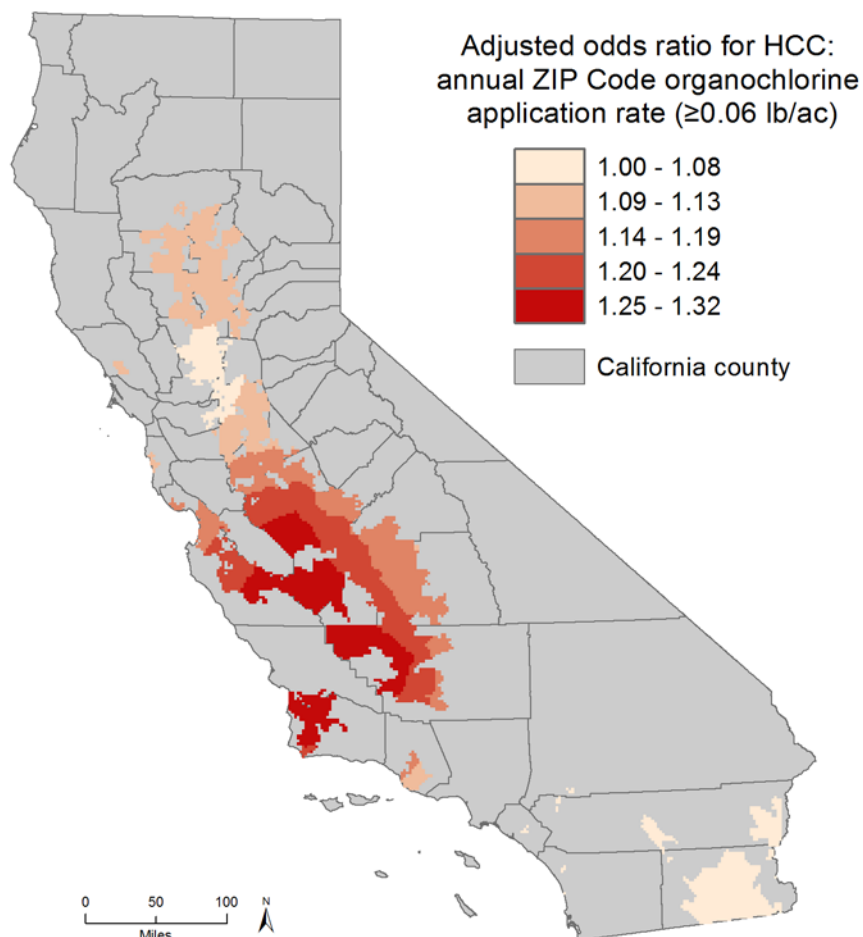 Adjusted odds ratio for HCC:
annual ZIP Code organochlorine
application rate (≥0.06 lb/ac)
1.00 - 1.08
1.09 - 1.13
1.14 - 1.19
1.20 - 1.24
1.25 - 1.32
California county
0 50 100
N
Miles